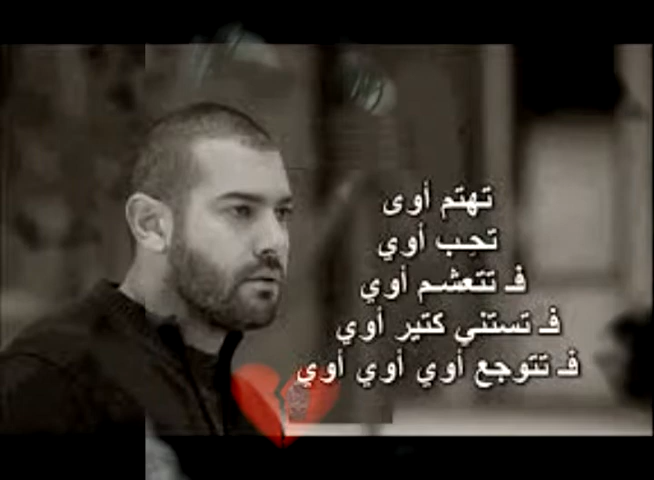 تهتم أوى
تحِب أوي
فـ تتعشم أوي
فـ تستني كتير أوي
فـ تتوجع أوي أوي أوي